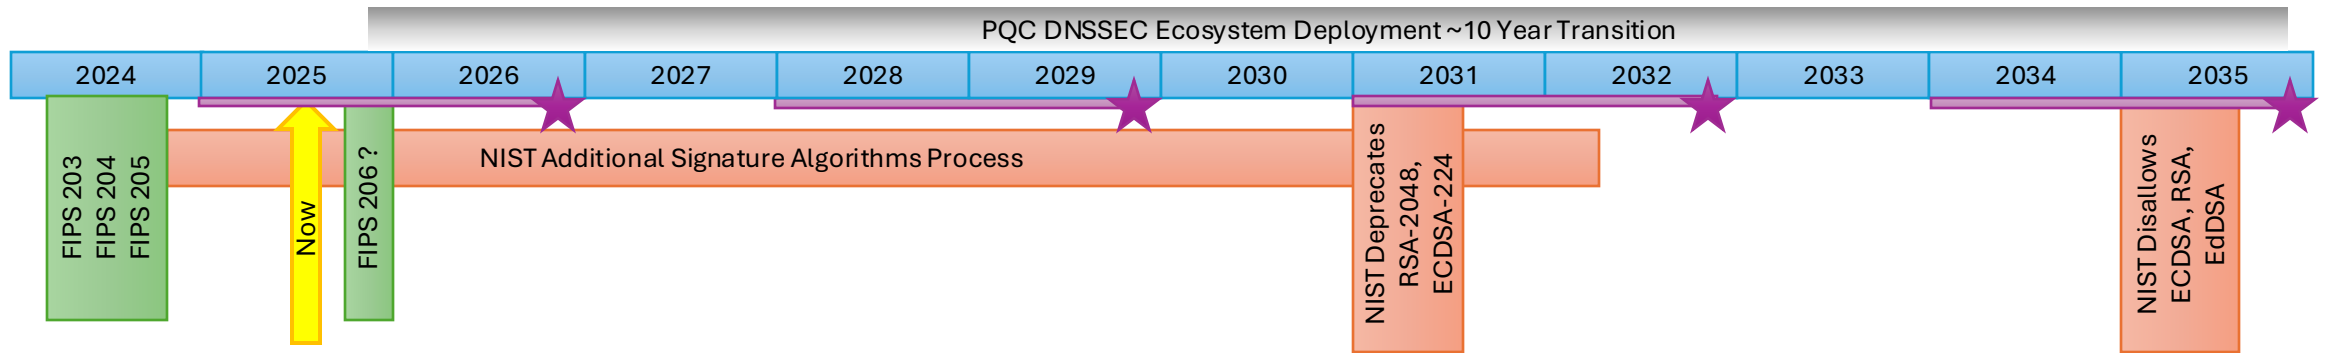 PQC DNSSEC Ecosystem Deployment ~10 Year Transition
2024
2025
2026
2027
2028
2029
2030
2031
2032
2033
2034
2035
FIPS 203
FIPS 204
FIPS 205
Now
FIPS 206 ?
NIST Additional Signature Algorithms Process
NIST Deprecates
RSA-2048,
ECDSA-224
NIST Disallows
ECDSA, RSA,
EdDSA